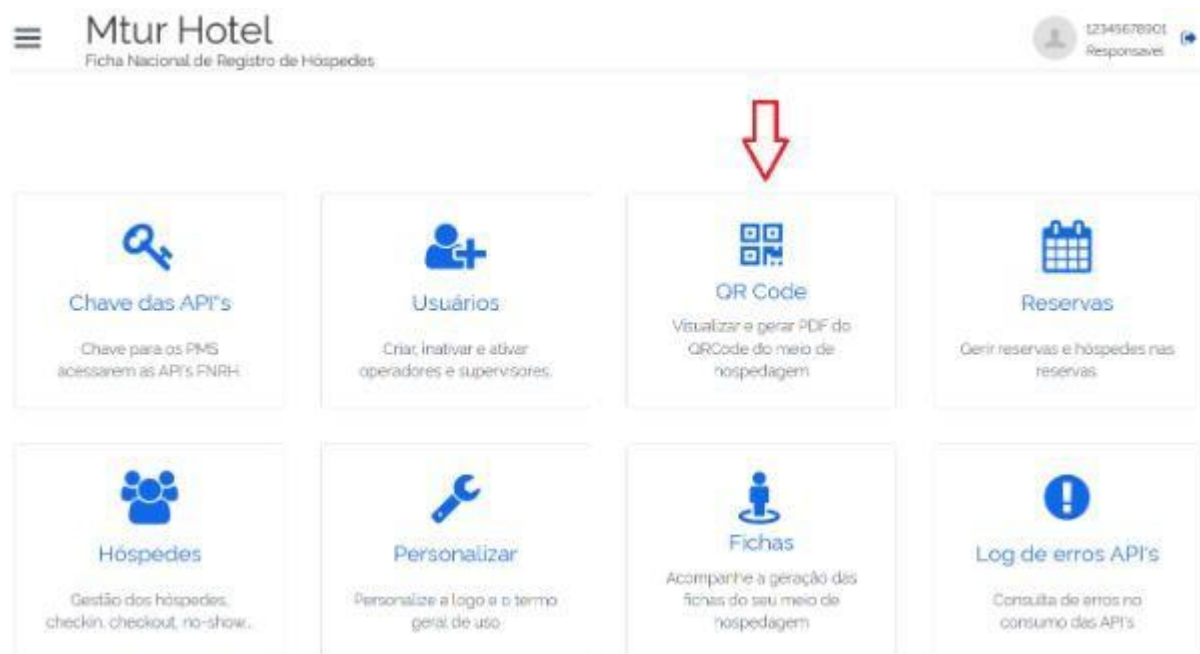 Mtur Hotel
Ficha Nacional de Registro de Hóspedes
12345678901
Responsavel
Chave das API"s
Chave para os PMS
acessarem as API's FNRH.
Usuários
Criar, inativar e ativar
operadores e supervisores.
QR Code
Visualizar e gerar PDF do
QRCode do meio de
hospedagem
Reservas
Gerir reservas e hóspedes nas
reservas
Hóspedes
Gestão dos hóspedes,
checkin, checkout, no-show...
Personalizar
Personalize a logo e o termo
geral de uso
Fichas
Acompanhe a geração das
fichas do seu meio de
hospedagem
Log de erros API's
Consulta de erros no
consumo das API's